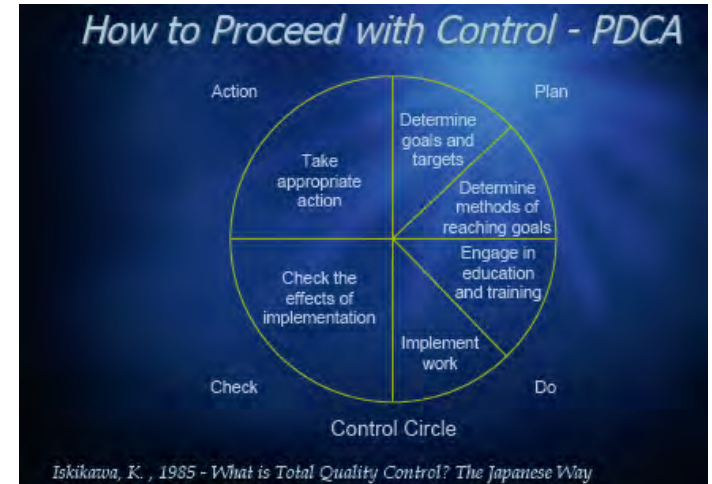 How to Proceed with Control - PDCA
Action
Plan
Determine
goals and
targets
Take
appropriate
action
Determine
methods of
reaching goals
Engage in
education
and training
Check the
effects of
implementation
Implement
work
Check
Do
Control Circle
Iskikawa, K. , 1985 - What is Total Quality Control? The Japanese Way